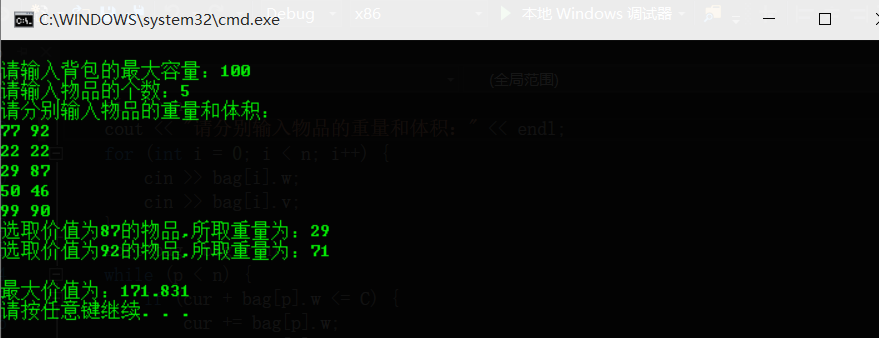 Debug x86 本地 Windows 调试器
C:\WINDOWS\system32\cmd.exe
请输入背包的最大容量：100
(全局范围)
请输入物品的个数：5
请分别输入物品的重量和体积：
cout << "请分别输入物品的重量和体积：" << endl;
77 92
22 22
for (int i = 0; i < n; i++) {
29 87
cin >> bag[i].w;
50 46
cin >> bag[i].v;
99 90
选取价值为87的物品,所取重量为：29
选取价值为92的物品,所取重量为：71
while (p < n) {
最大价值为：171.831
cur + bag[p].w <= C) {
请按任意键继续. . .
cur += bag[p].w;